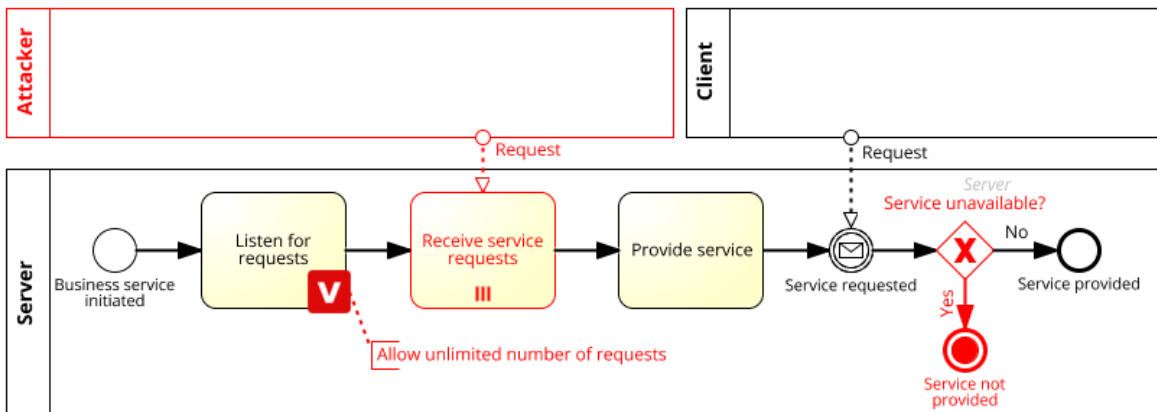 Attacker
Client
Request
Request
Server
Server
Service unavailable?
Business service
initiated
Listen for
requests
V
Allow unlimited number of requests
Receive service
requests
Provide service
Service requested
X
No
Service provided
Yes
Service not
provided